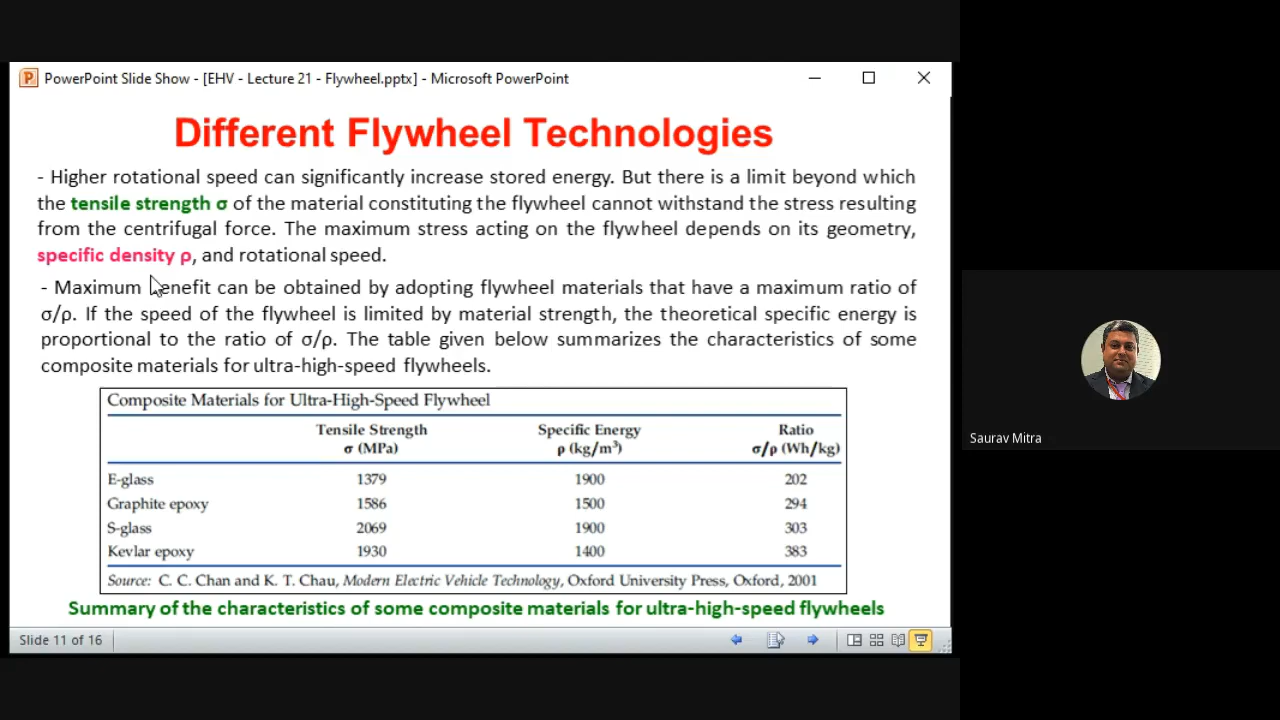 PowerPoint Slide Show - [EHV - Lecture 21 - Flywheel.pptx] - Microsoft PowerPoint
Different Flywheel Technologies
- Higher rotational speed can significantly increase stored energy. But there is a limit beyond which
the tensile strength σ of the material constituting the flywheel cannot withstand the stress resulting
from the centrifugal force. The maximum stress acting on the flywheel depends on its geometry,
specific density ρ, and rotational speed.
- Maximum benefit can be obtained by adopting flywheel materials that have a maximum ratio of
σ/ρ. If the speed of the flywheel is limited by material strength, the theoretical specific energy is
proportional to the ratio of σ/ρ. The table given below summarizes the characteristics of some
composite materials for ultra-high-speed flywheels.
Composite Materials for Ultra-High-Speed Flywheel
Tensile Strength Specific Energy Ratio
σ (MPa) ρ (kg/m³) σ/ρ (Wh/kg)
E-glass 1379 1900 202
Graphite epoxy 1586 1500 294
S-glass 2069 1900 303
Kevlar epoxy 1930 1400 383
Source: C. C. Chan and K. T. Chau, Modern Electric Vehicle Technology, Oxford University Press, Oxford, 2001
Summary of the characteristics of some composite materials for ultra-high-speed flywheels
Slide 11 of 16
Saurav Mitra